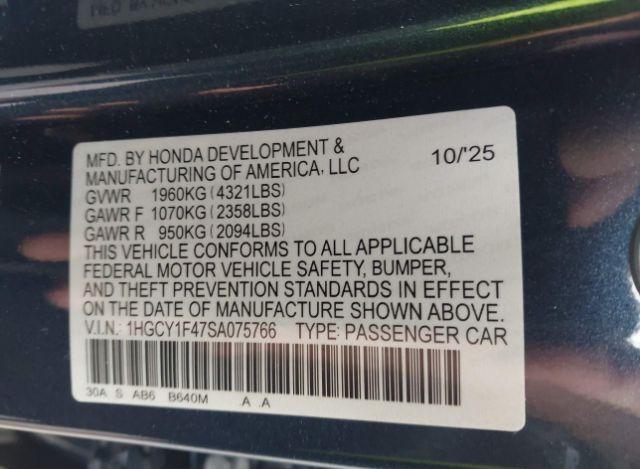 MFD. BY HONDA DEVELOPMENT & 10/'25
MANUFACTURING OF AMERICA, LLC
GVWR 1960KG (4321LBS)
GAWR F 1070KG (2358LBS)
GAWR R 950KG (2094LBS)
THIS VEHICLE CONFORMS TO ALL APPLICABLE
FEDERAL MOTOR VEHICLE SAFETY, BUMPER,
AND THEFT PREVENTION STANDARDS IN EFFECT
ON THE DATE OF MANUFACTURE SHOWN ABOVE.
V.I.N.: 1HGCY1F47SA075766 TYPE: PASSENGER CAR
30A S AB6 B640M .A .A